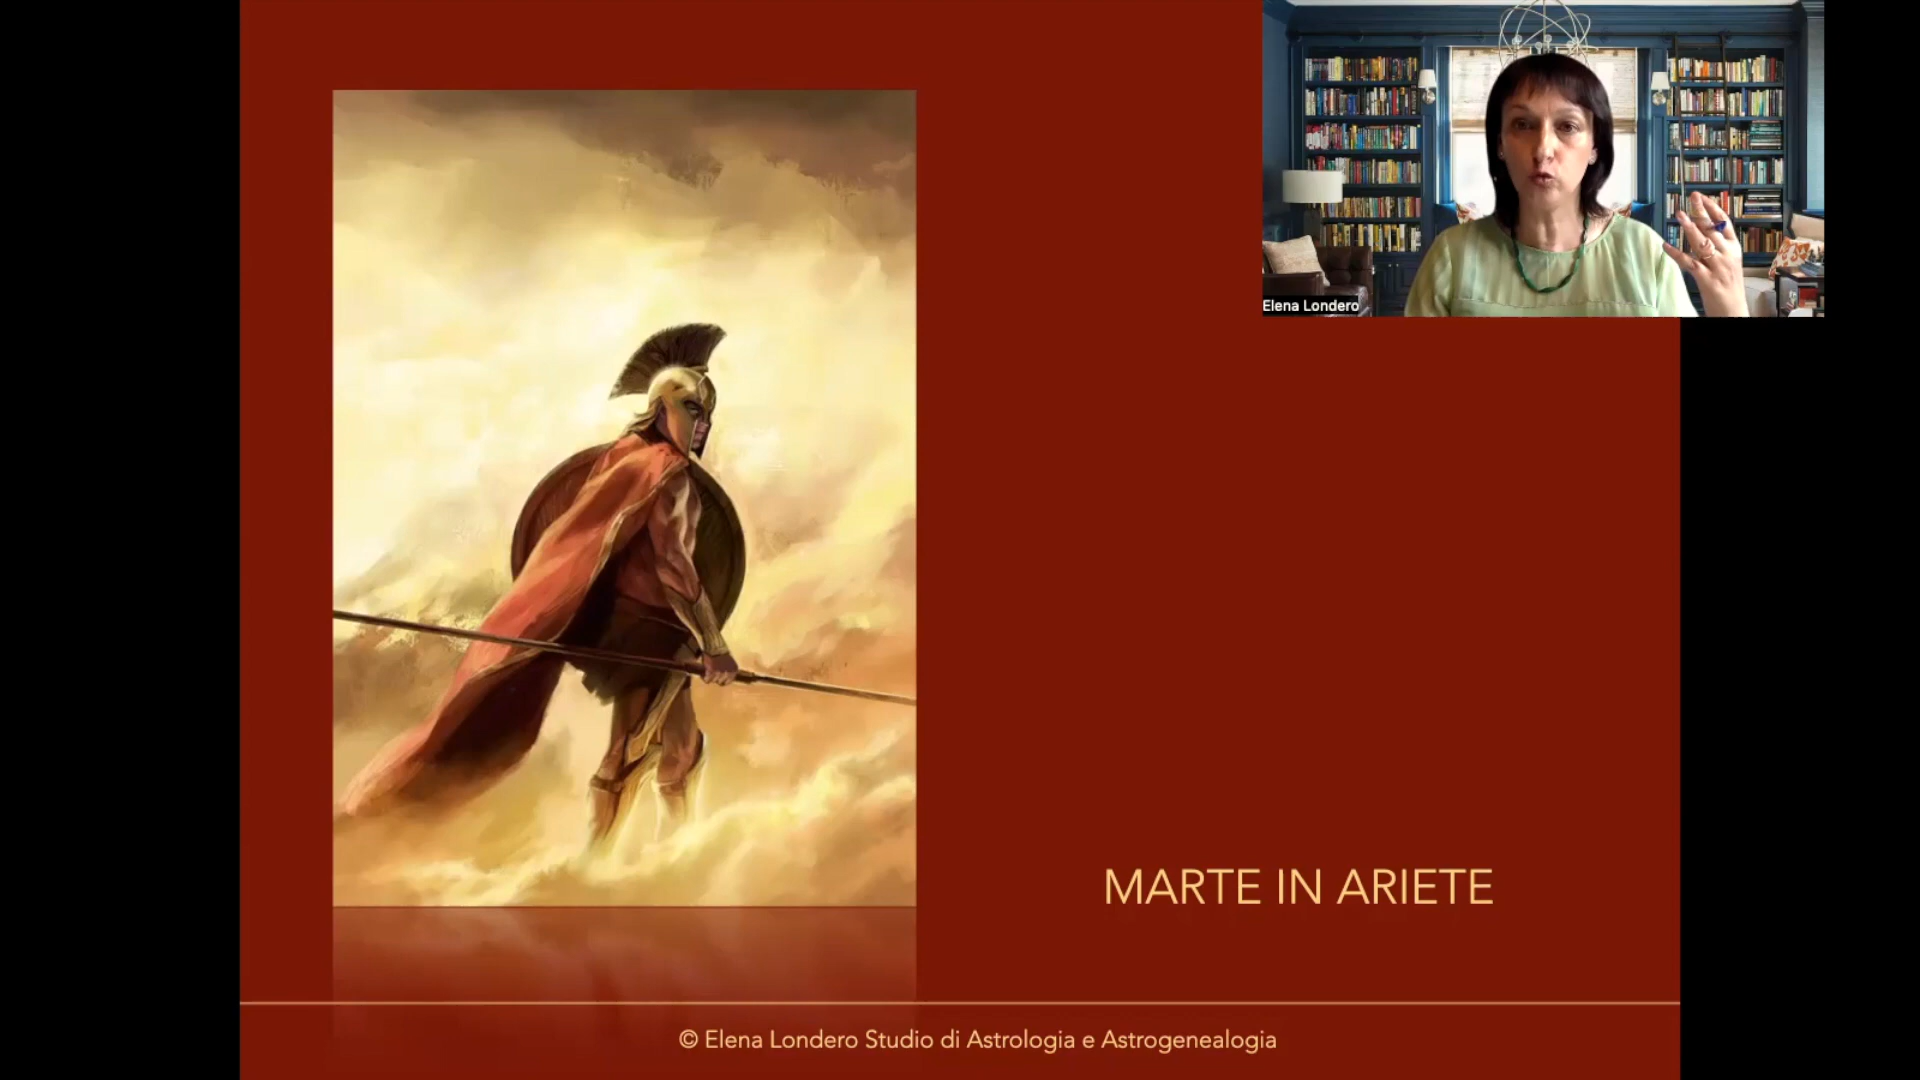 Elena Londero
MARTE IN ARIETE
© Elena Londero Studio di Astrologia e Astrogenealogia